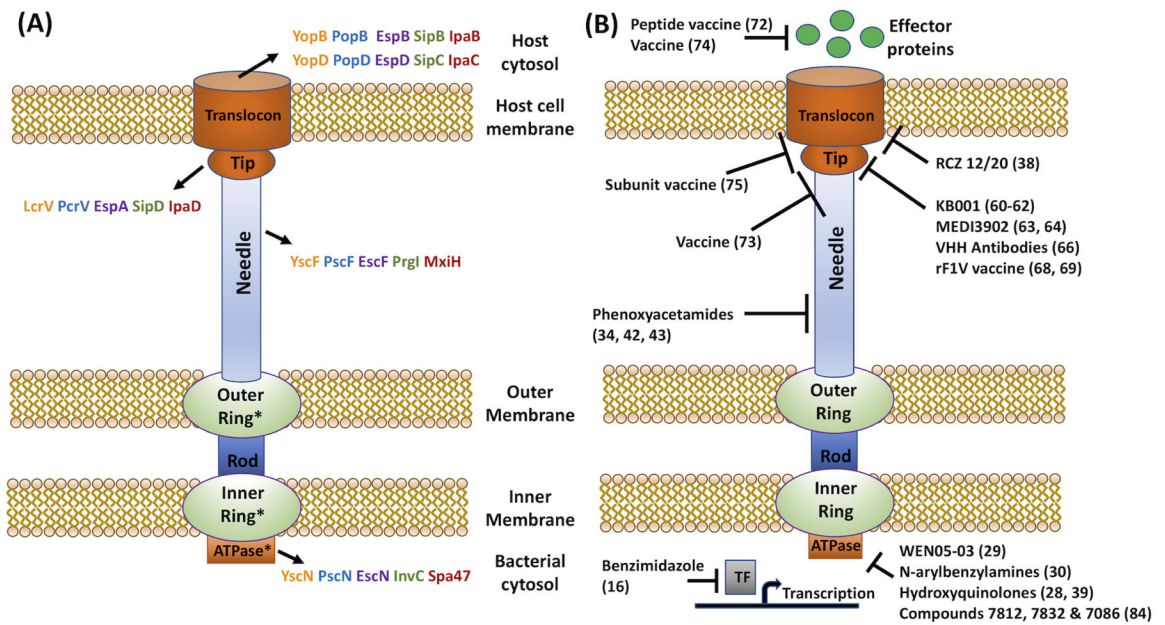 (A)
YopB PopB EspB SipB IpaB
YopD PopD EspD SipC IpaC
Host
cytosol
Translocon
Host cell
membrane
Tip
LcrV PcrV EspA SipD IpaD
Needle
YscF PscF EscF PrgI MxiH
Outer
Ring*
Outer
Membrane
Rod
Inner
Ring*
Inner
Membrane
ATPase*
Bacterial
cytosol
YscN PscN EscN InvC Spa47
(B)
Peptide vaccine (72)
Vaccine (74)
Effector
proteins
Translocon
Tip
RCZ 12/20 (38)
Subunit vaccine (75)
KB001 (60-62)
MEDI3902 (63, 64)
VHH Antibodies (66)
rF1V vaccine (68, 69)
Vaccine (73)
Needle
Phenoxyacetamides
(34, 42, 43)
Outer
Ring
Rod
Inner
Ring
ATPase
WEN05-03 (29)
N-arylbenzylamines (30)
Hydroxyquinolones (28, 39)
Compounds 7812, 7832 & 7086 (84)
Benzimidazole
(16)
TF
Transcription